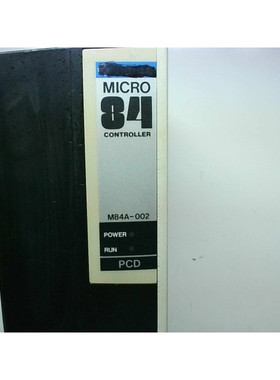 MICRO
84
CONTROLLER
M84A-002
POWER
RUN
PCD